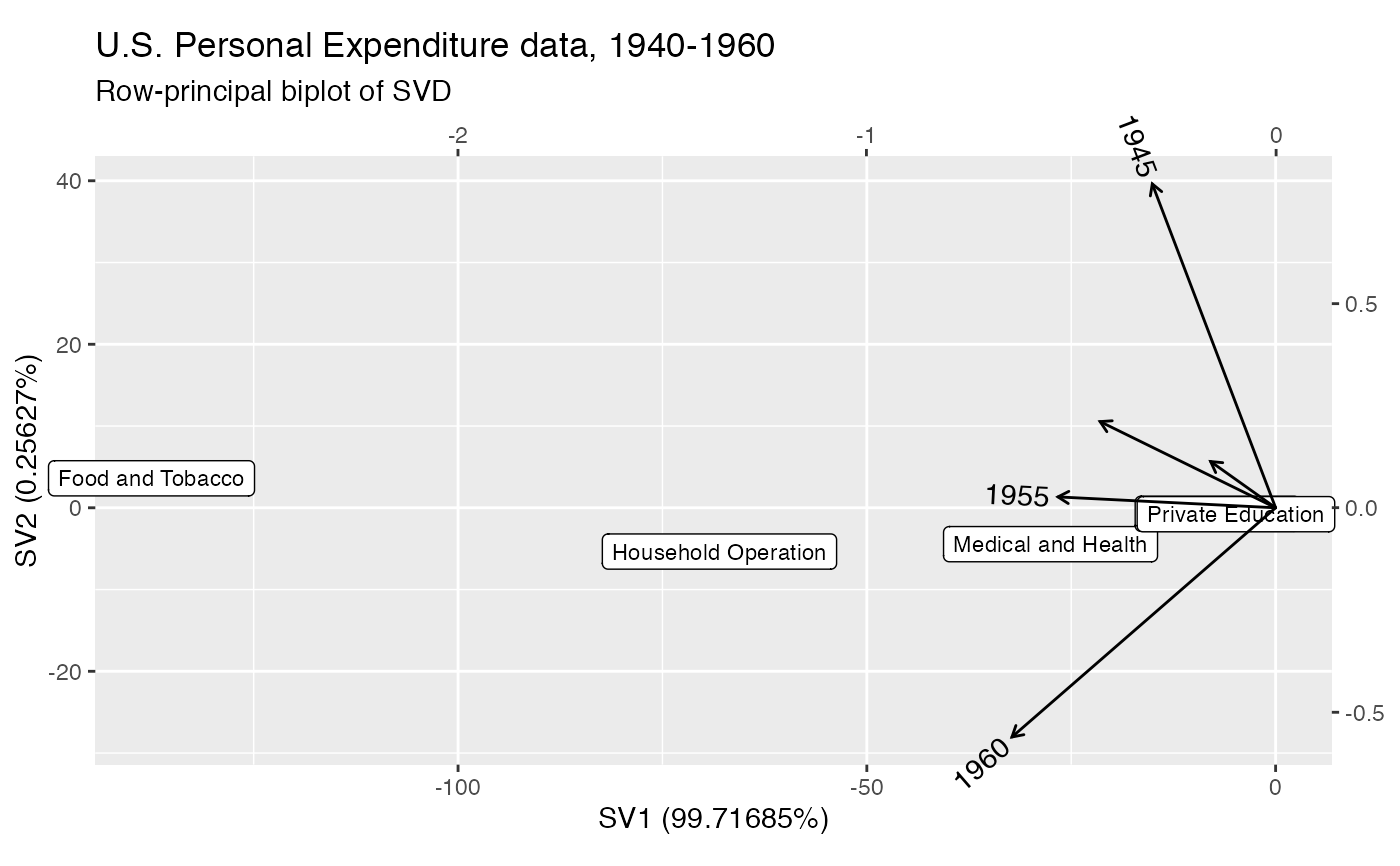 U.S. Personal Expenditure data, 1940-1960
Row-principal biplot of SVD
-2
-1
0
1945
40
20
0
-20
SV2 (0.25627%)
0.5
0.0
-0.5
Food and Tobacco
1955
Private Education
Medical and Health
Household Operation
1960
-100
-50
0
SV1 (99.71685%)